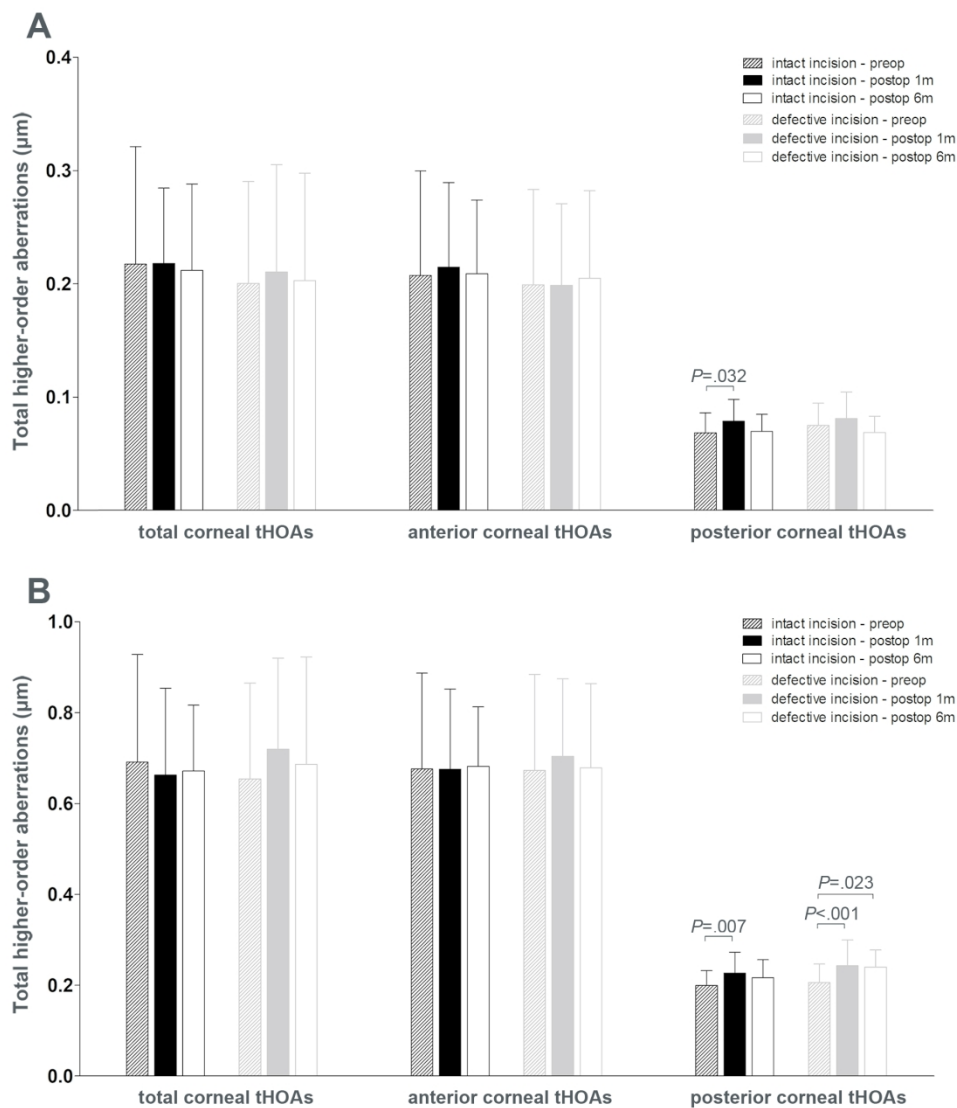 A
Total higher-order aberrations (µm)
0.4
0.3
0.2
0.1
0.0
intact incision - preop
intact incision - postop 1m
intact incision - postop 6m
defective incision - preop
defective incision - postop 1m
defective incision - postop 6m
P=.032
total corneal tHOAs
anterior corneal tHOAs
posterior corneal tHOAs
B
Total higher-order aberrations (µm)
1.0
0.8
0.6
0.4
0.2
0.0
intact incision - preop
intact incision - postop 1m
intact incision - postop 6m
defective incision - preop
defective incision - postop 1m
defective incision - postop 6m
P=.023
P=.007
P<.001
total corneal tHOAs
anterior corneal tHOAs
posterior corneal tHOAs